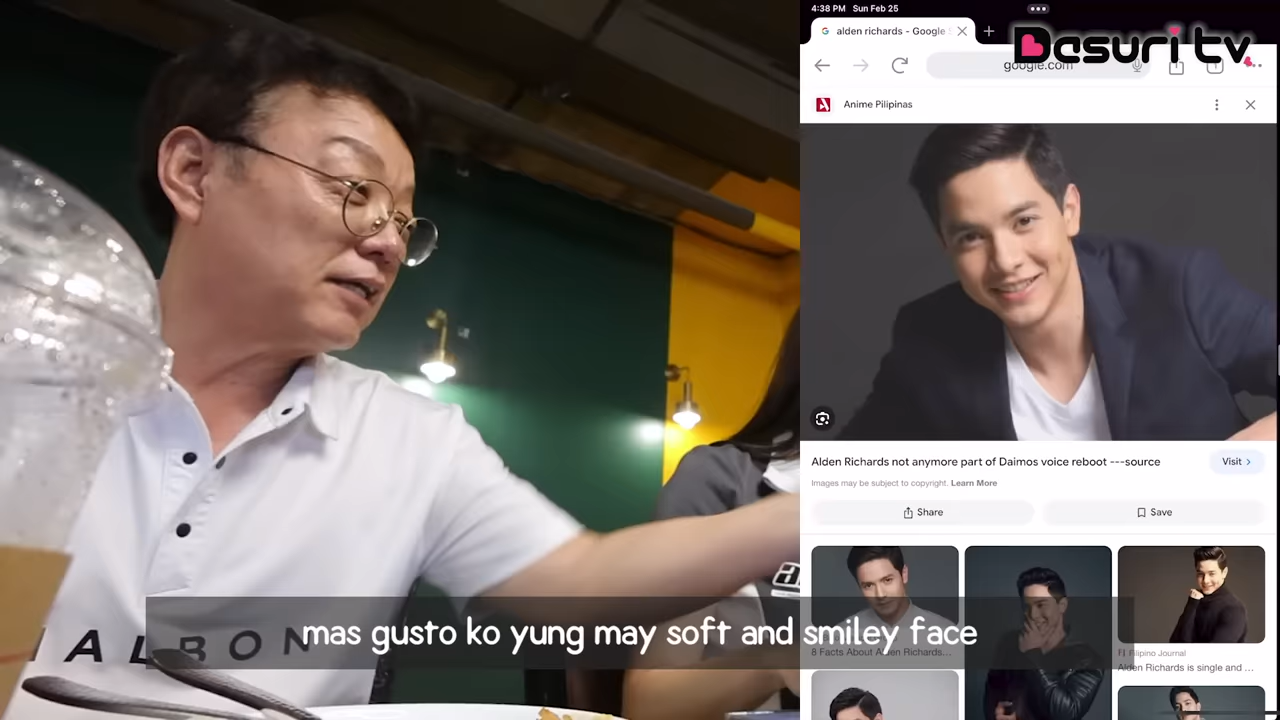 4:38 PM Sun Feb 25
alden richards - Google
Dasuri tv
google.com
Anime Pilipinas
Alden Richards not anymore part of Daimos voice reboot ---source
Visit
Images may be subject to copyright. Learn More
Share
Save
MALBON
mas gusto ko yung may soft and smiley face
8 Facts About Alden Richards...
Filipino Journal
Alden Richards is single and ...